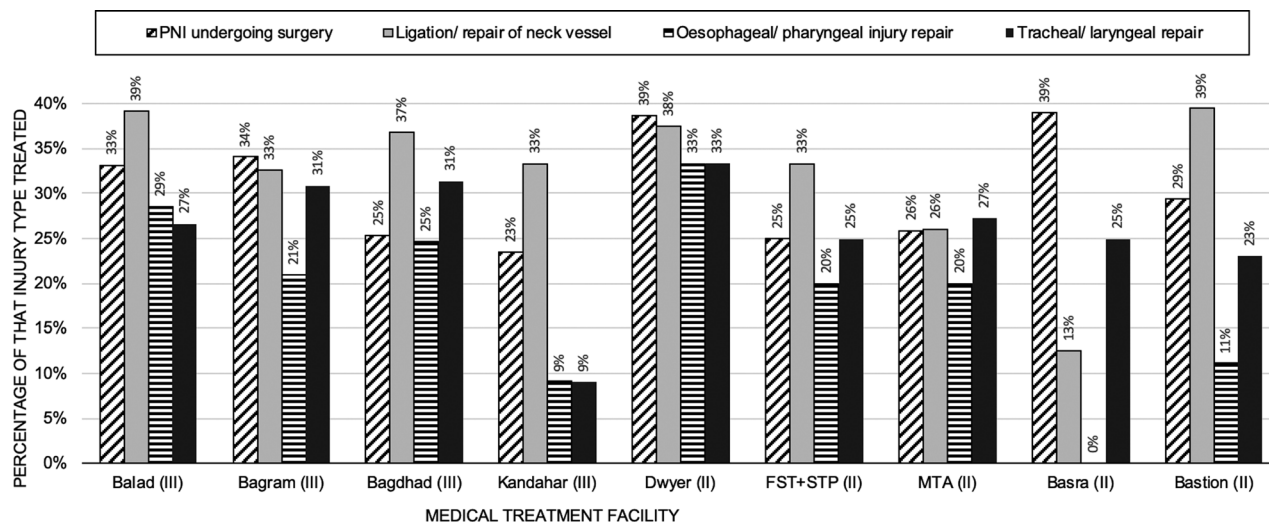 PNI undergoing surgery Ligation/ repair of neck vessel Oesophageal/ pharyngeal injury repair Tracheal/ laryngeal repair
PERCENTAGE OF THAT INJURY TYPE TREATED
40%
35%
30%
25%
20%
15%
10%
5%
0%
33% 39% 29% 27%
34% 33% 21% 31%
25% 37% 25% 31%
23% 33% 9% 9%
39% 38% 33% 33%
25% 33% 20% 25%
26% 26% 20% 27%
39% 13% 0% 25%
29% 39% 11% 23%
Balad (III) Bagram (III) Bagdhad (III) Kandahar (III) Dwyer (II) FST+STP (II) MTA (II) Basra (II) Bastion (II)
MEDICAL TREATMENT FACILITY